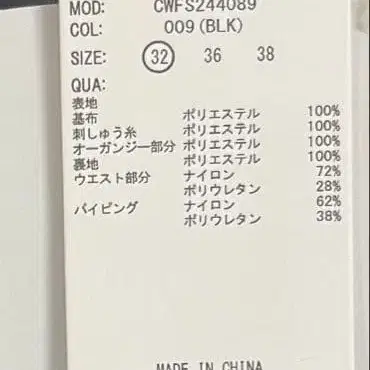 MOD: CWFS244089
COL: 009(BLK)
SIZE: 32 36 38
QUA:
表地
基布 ポリエステル 100%
刺しゅう糸 ポリエステル 100%
オーガンジー部分 ポリエステル 100%
裏地 ポリエステル 100%
ウエスト部分 ナイロン 72%
ポリウレタン 28%
パイピング ナイロン 62%
ポリウレタン 38%
MADE IN CHINA